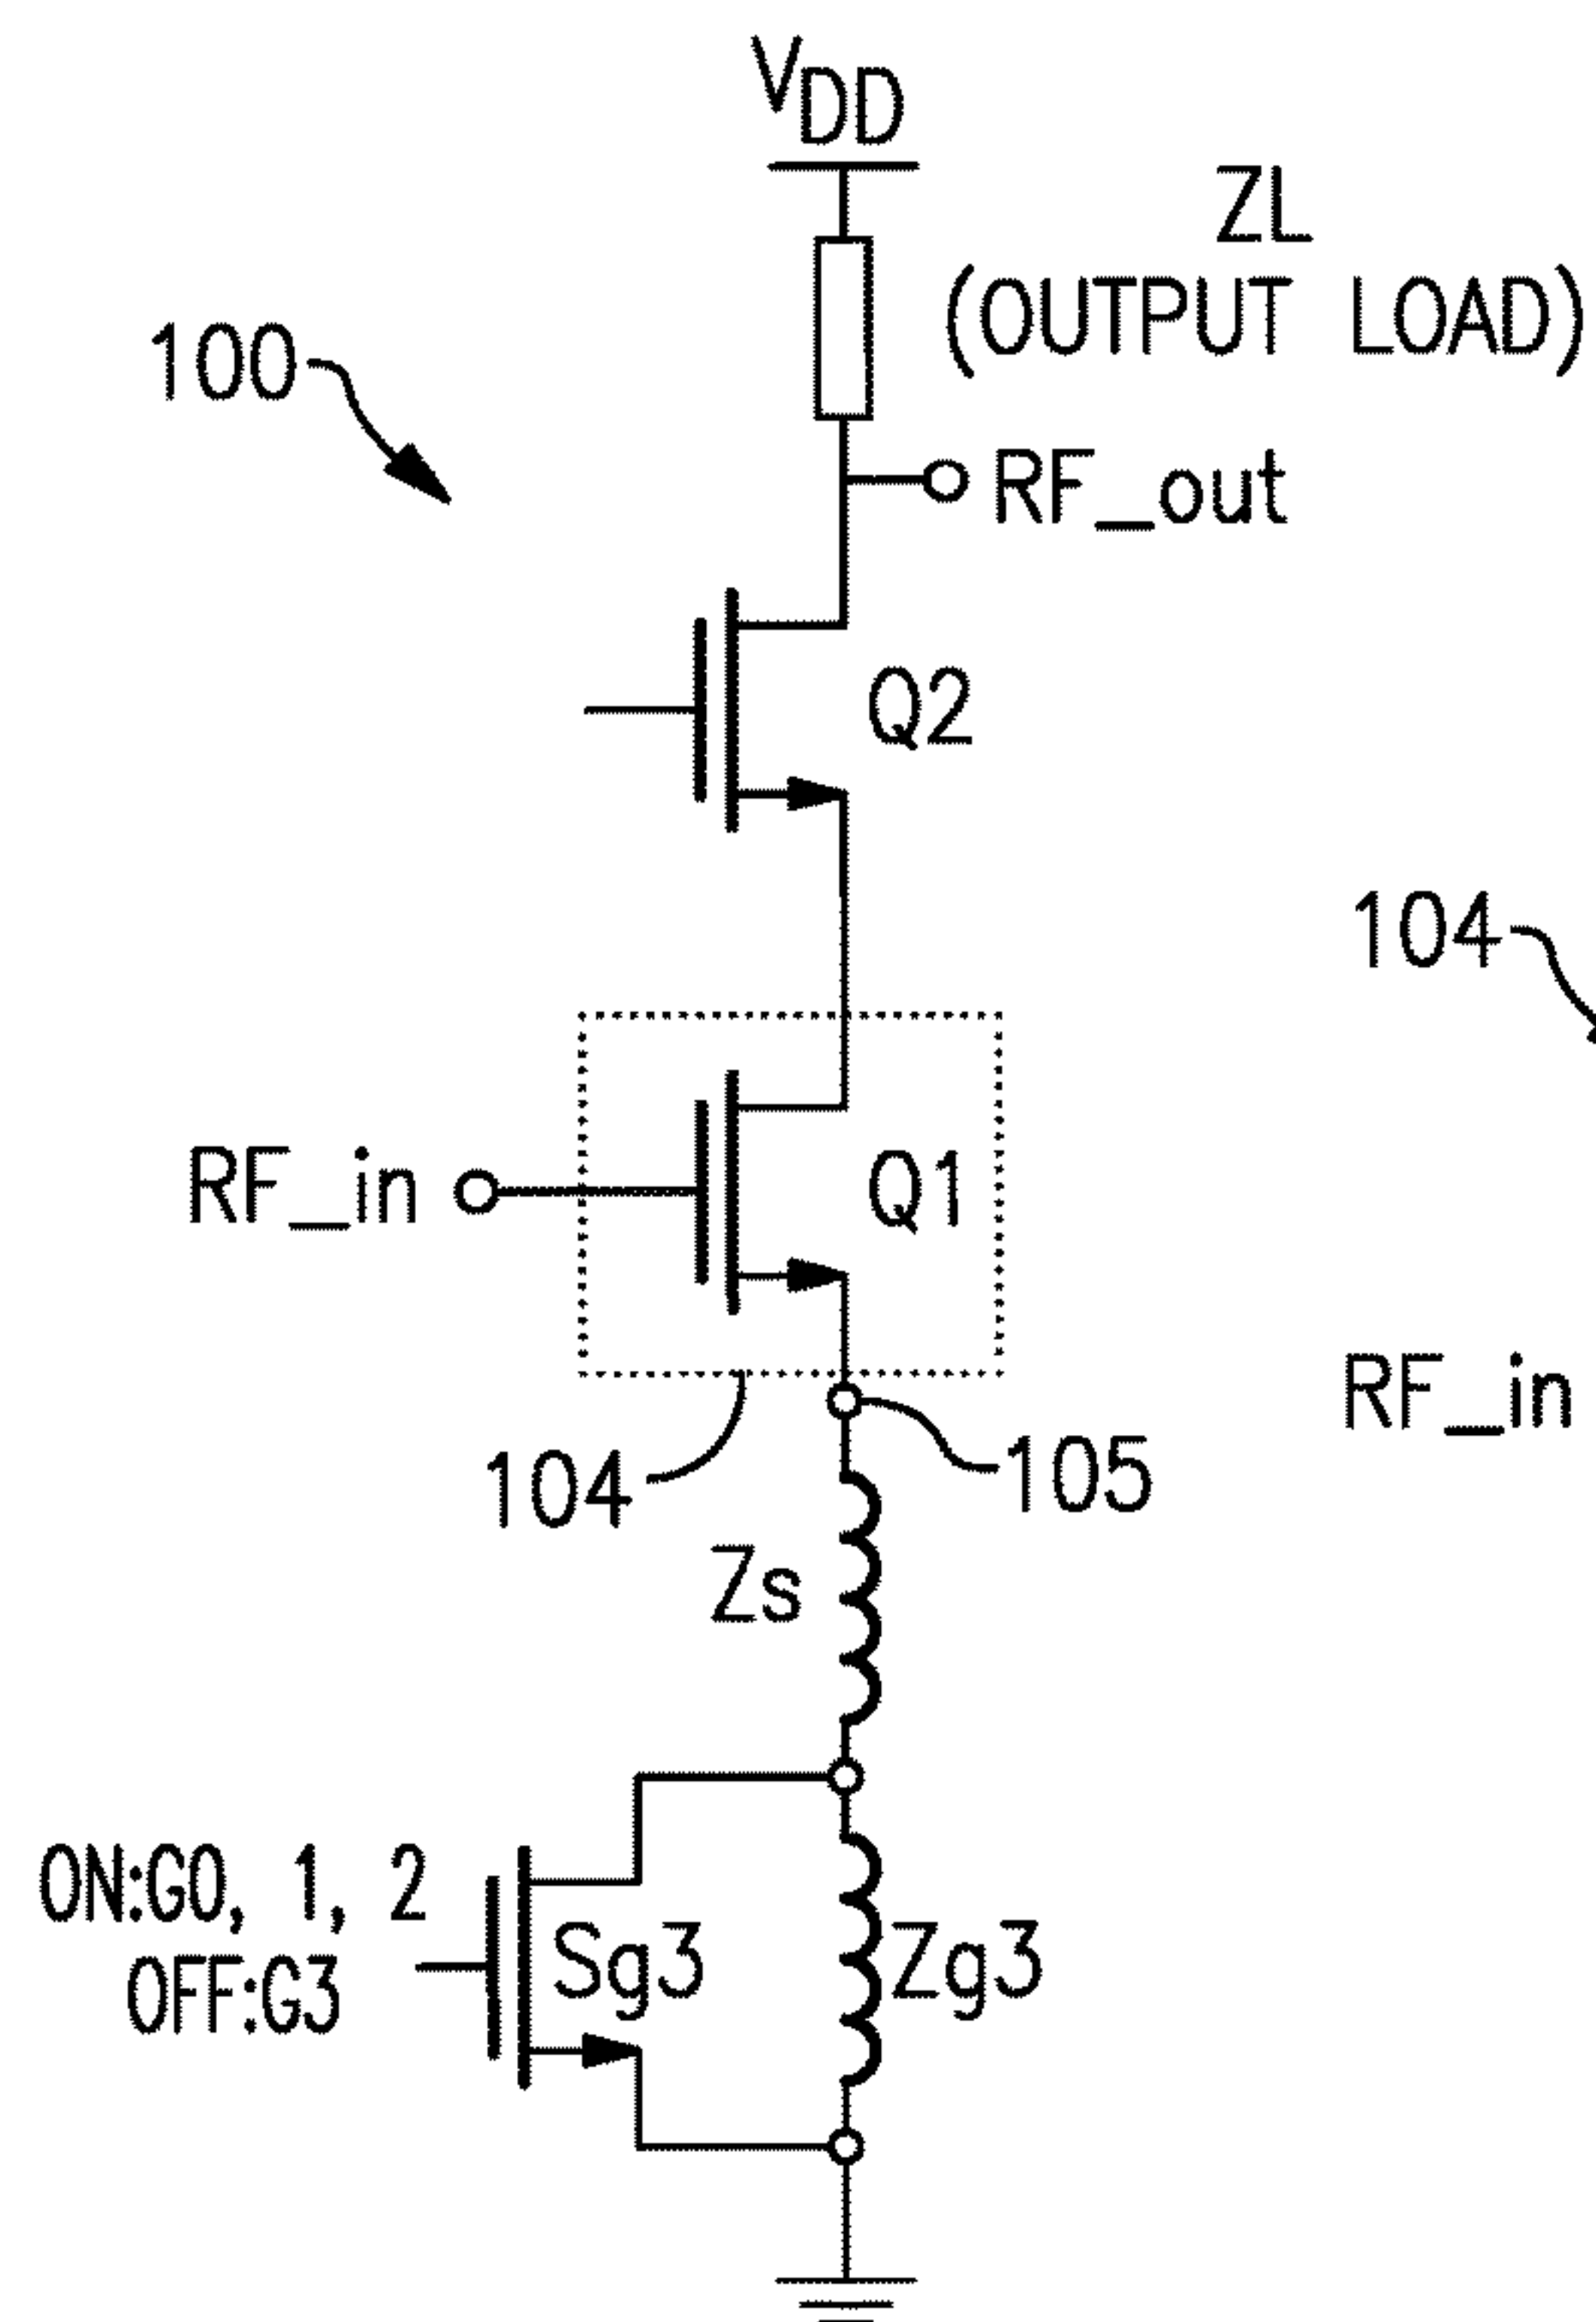 VDD
ZL
(OUTPUT LOAD)
100
RF_out
Q2
104
RF_in
Q1
RF_in
104
105
Zs
ON:G0, 1, 2
OFF:G3
Sg3
Zg3